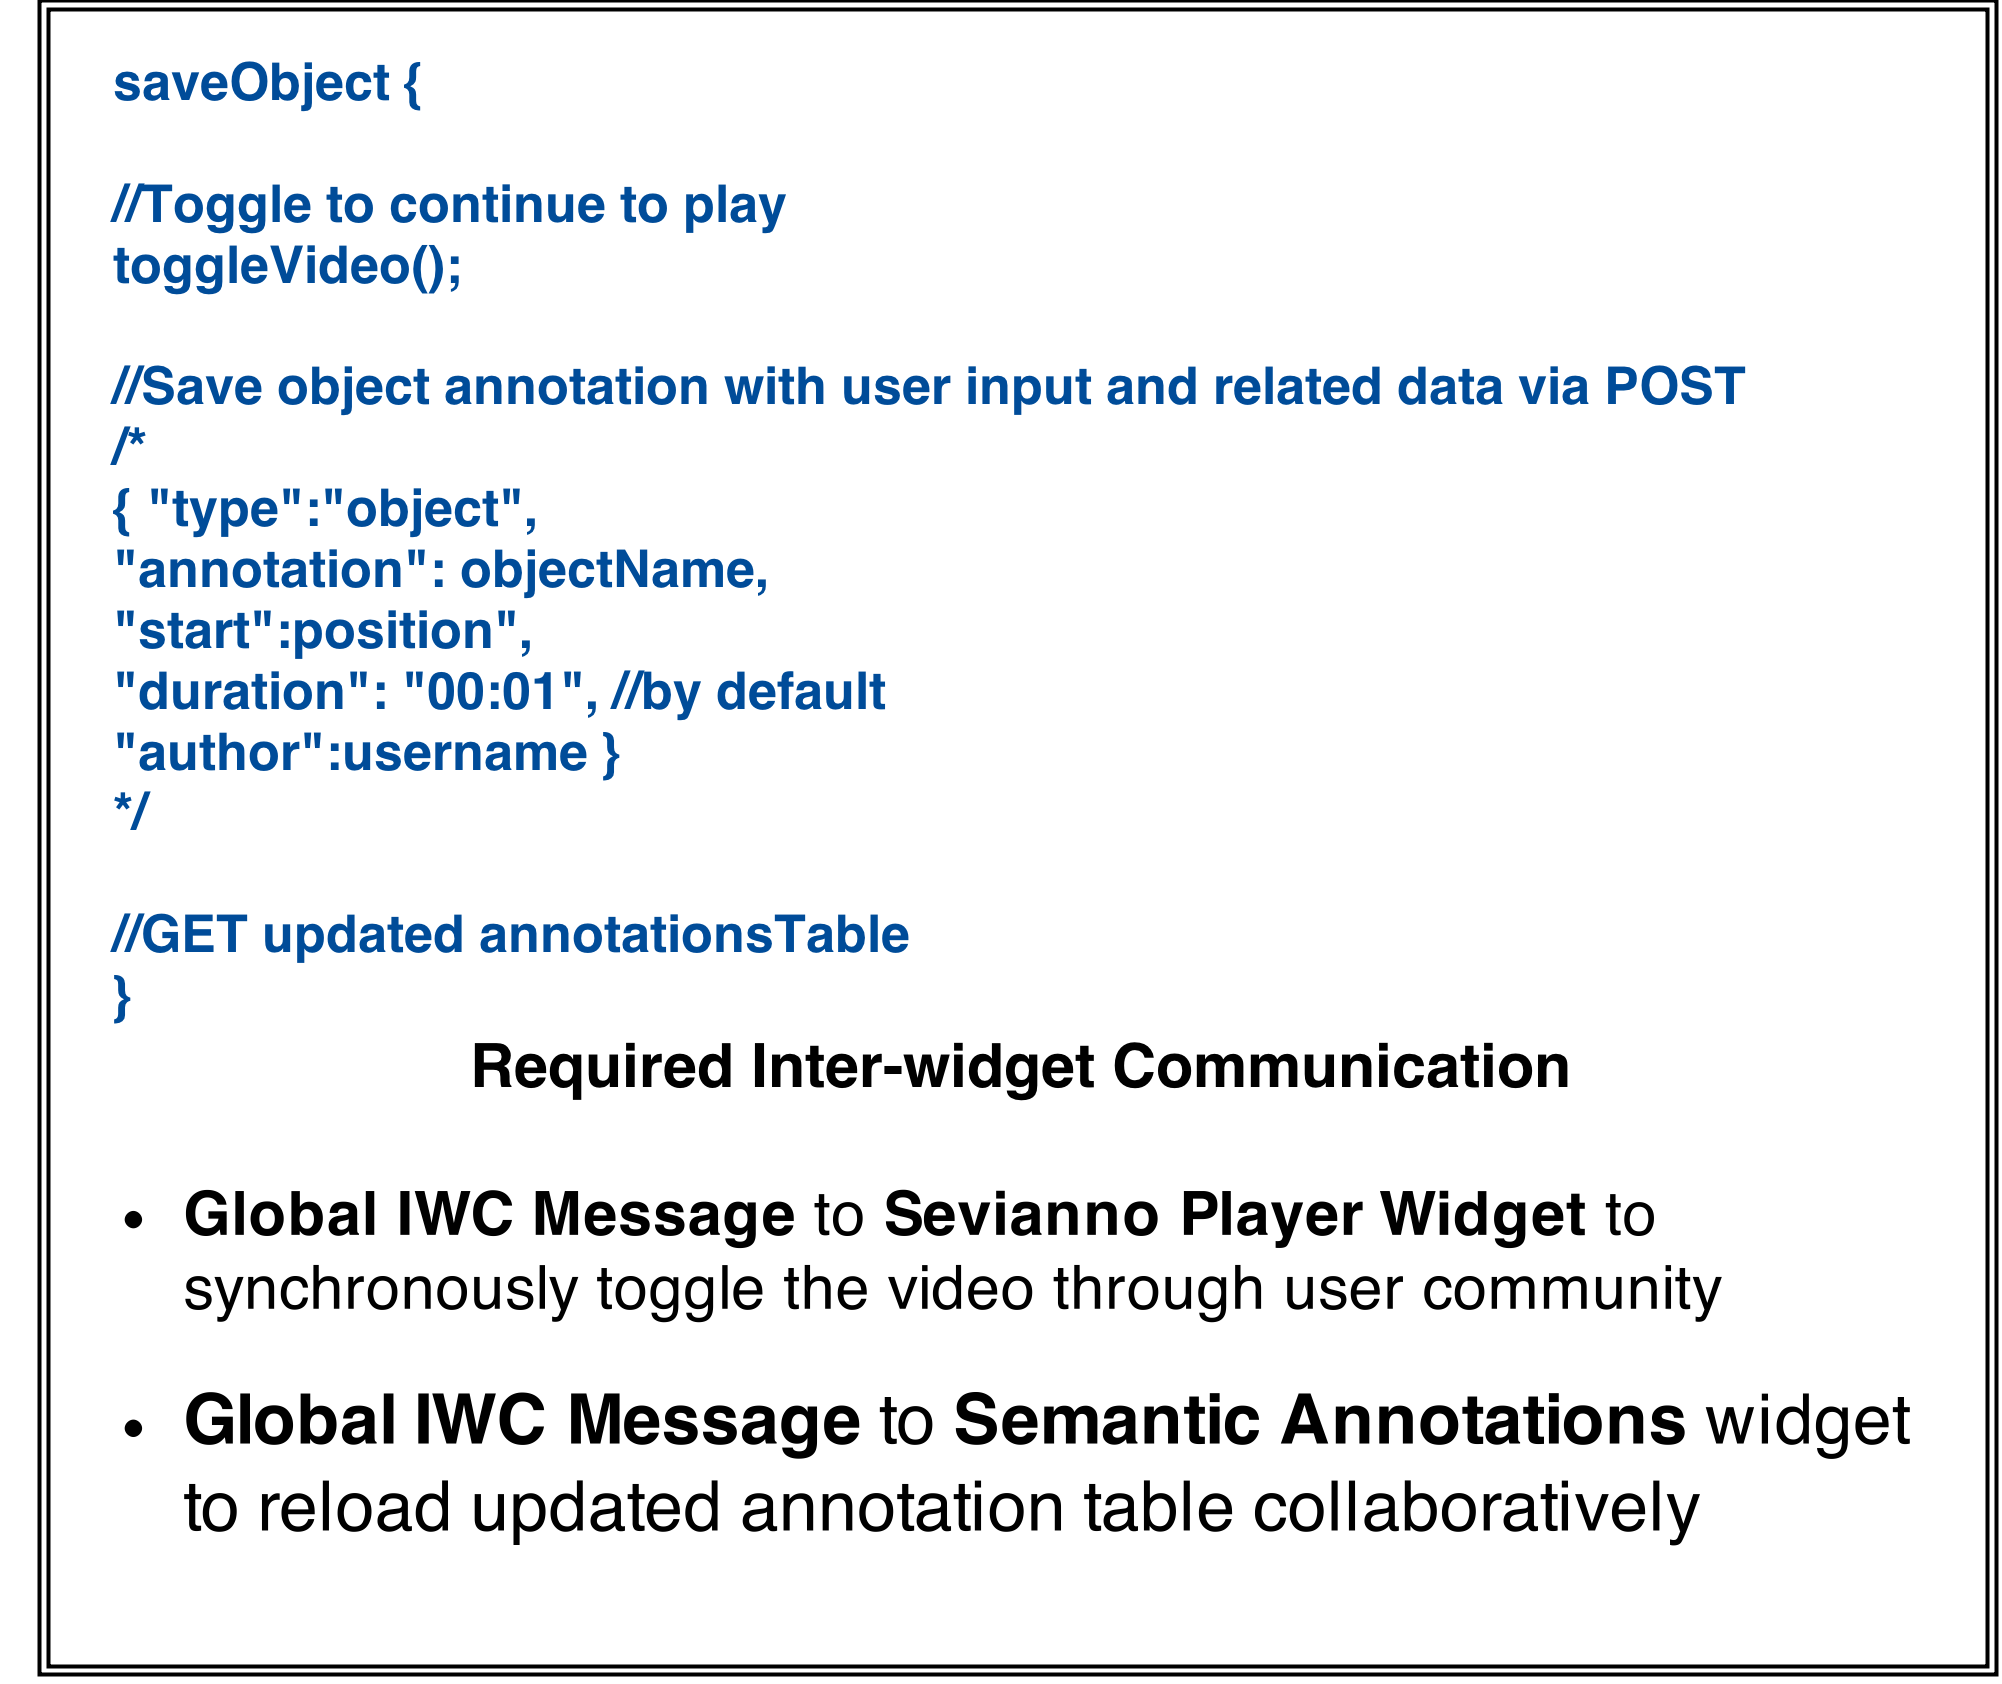 saveObject {
//Toggle to continue to play
toggleVideo();
//Save object annotation with user input and related data via POST
/*
{ "type":"object",
"annotation": objectName,
"start":position",
"duration": "00:01", //by default
"author":username }
*/
//GET updated annotationsTable
}
Required Inter-widget Communication
• Global IWC Message to Sevianno Player Widget to
synchronously toggle the video through user community
• Global IWC Message to Semantic Annotations widget
to reload updated annotation table collaboratively